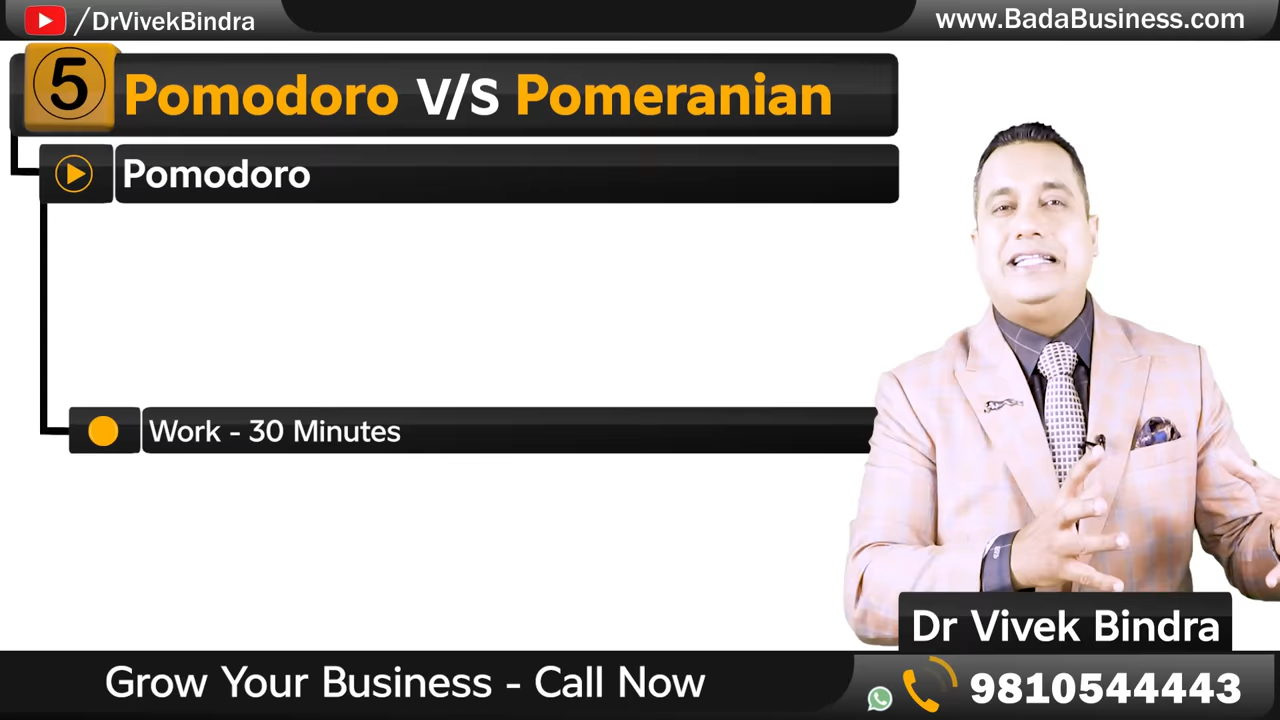 /DrVivekBindra
www.BadaBusiness.com
5 Pomodoro V/S Pomeranian
Pomodoro
Work - 30 Minutes
Dr Vivek Bindra
Grow Your Business - Call Now
9810544443